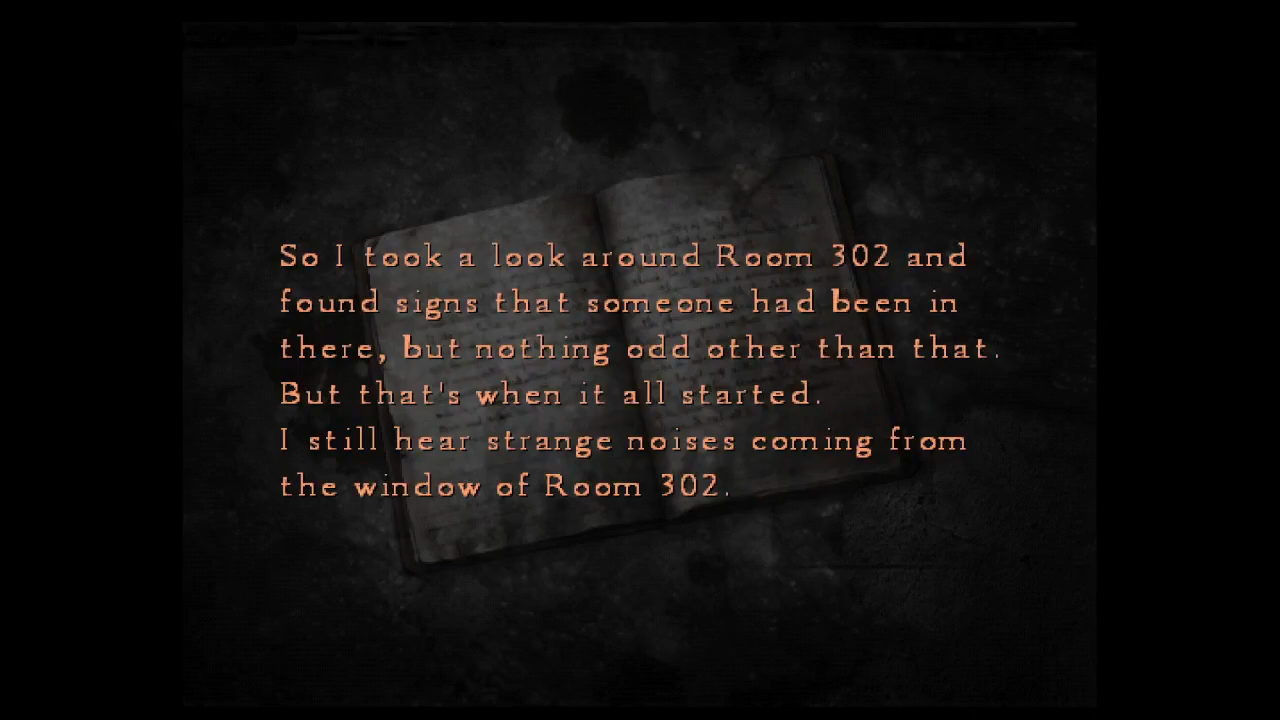 So I took a look around Room 302 and
found signs that someone had been in
there, but nothing odd other than that.
But that's when it all started.
I still hear strange noises coming from
the window of Room 302.